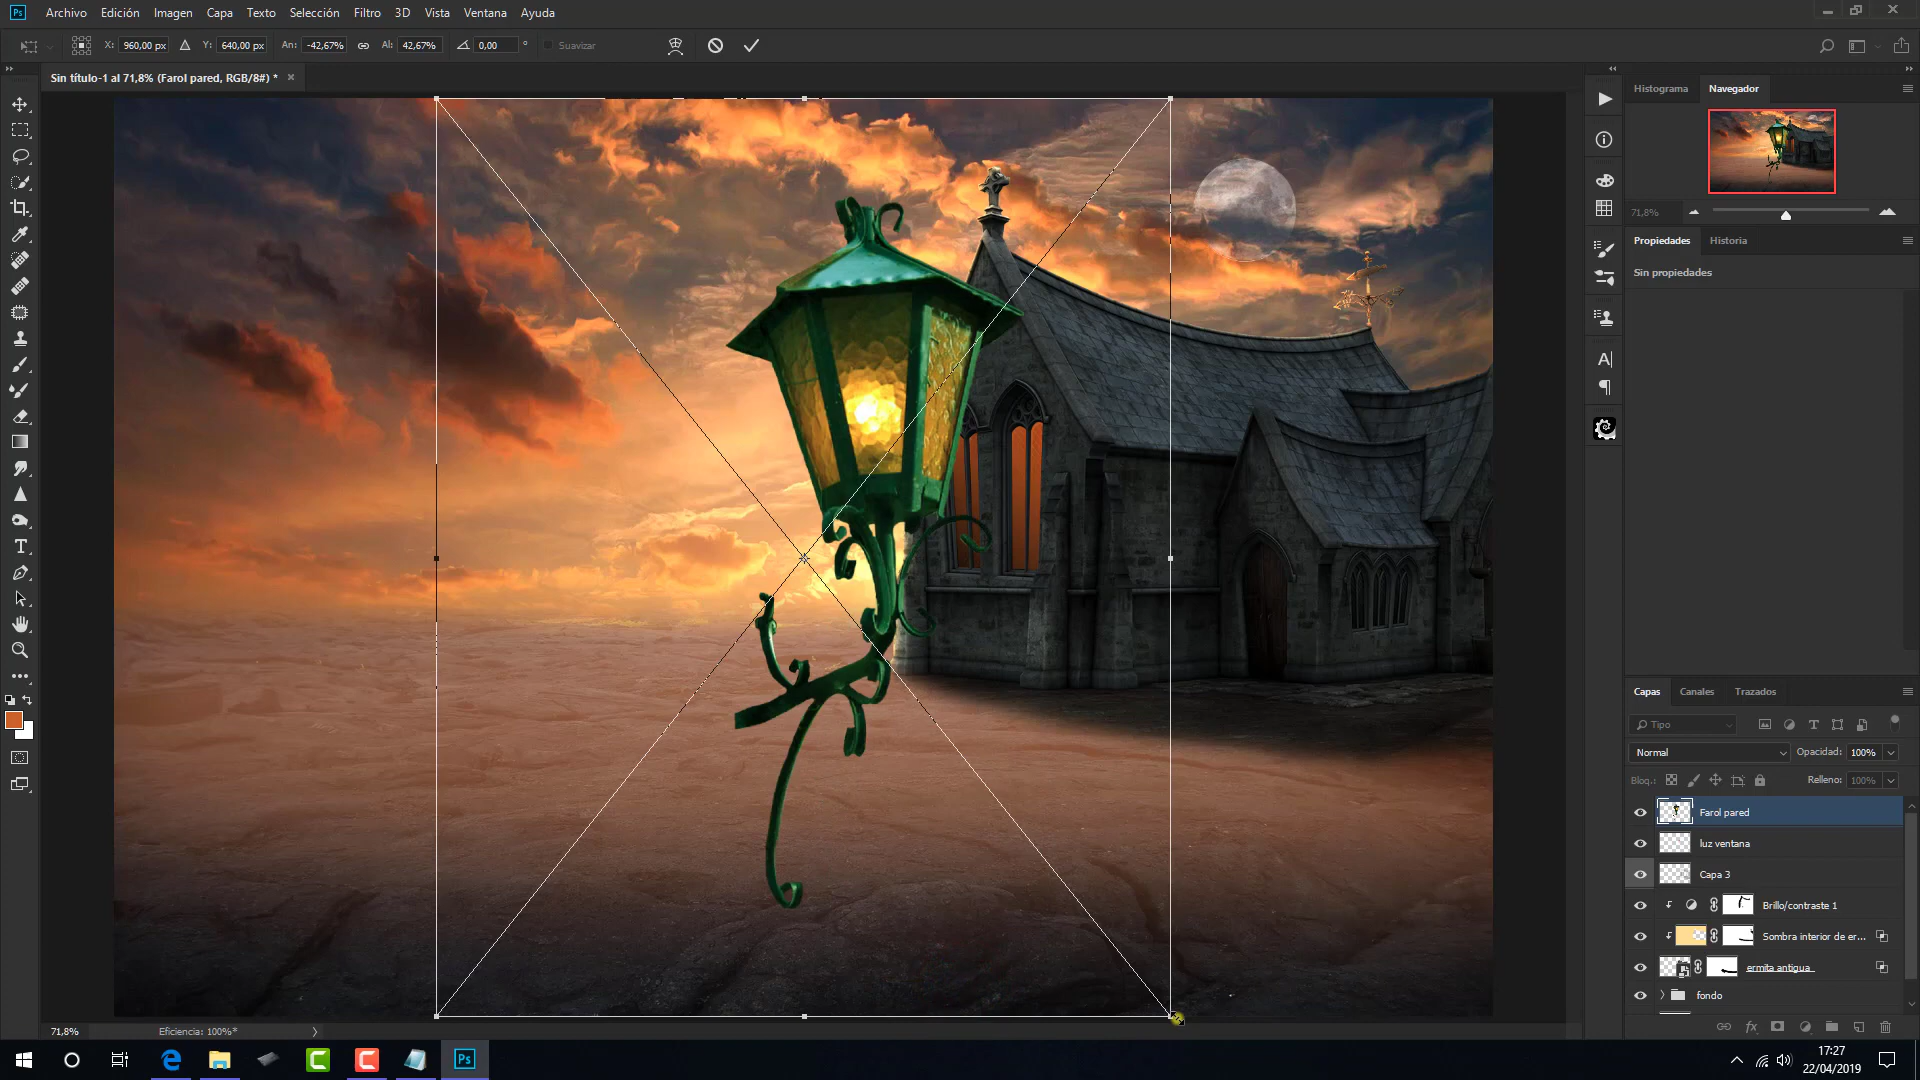 Ps Archivo Edición Imagen Capa Texto Selección Filtro 3D Vista Ventana Ayuda
X: 960,00 px Y: 640,00 px An: -42,67% Al: 42,67% 0,00 ° Suavizar
Sin título-1 al 71,8% (Farol pared, RGB/8#) * ×
Histograma Navegador
71,8%
Propiedades Historia
Sin propiedades
Capas Canales Trazados
Tipo
Normal Opacidad: 100%
Bloq.: Relleno: 100%
Farol pared
luz ventana
Capa 3
Brillo/contraste 1
Sombra interior de er...
ermita antigua
fondo
71,8% Eficiencia: 100%*
Ps
17:27
22/04/2019